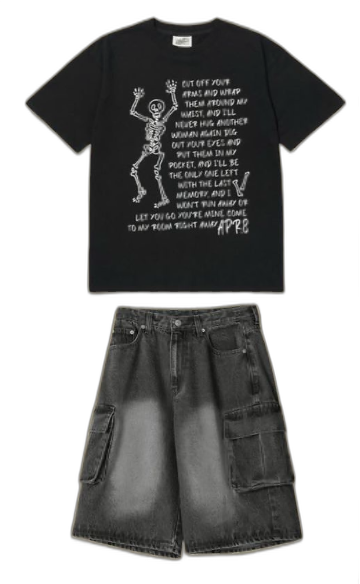 CUT OFF YOUR
ARMS AND WRAP
THEM AROUND MY
WAIST, AND I'LL
NEVER HUG ANOTHER
WOMAN AGAIN DIG
OUT YOUR EYES AND
PUT THEM IN MY
POCKET, AND I'LL BE
THE ONLY ONE LEFT
WITH THE LAST
MEMORY, AND I
WON'T RUN AWAY OR
LET YOU GO YOU'RE MINE COME
TO MY ROOM RIGHT AWAY